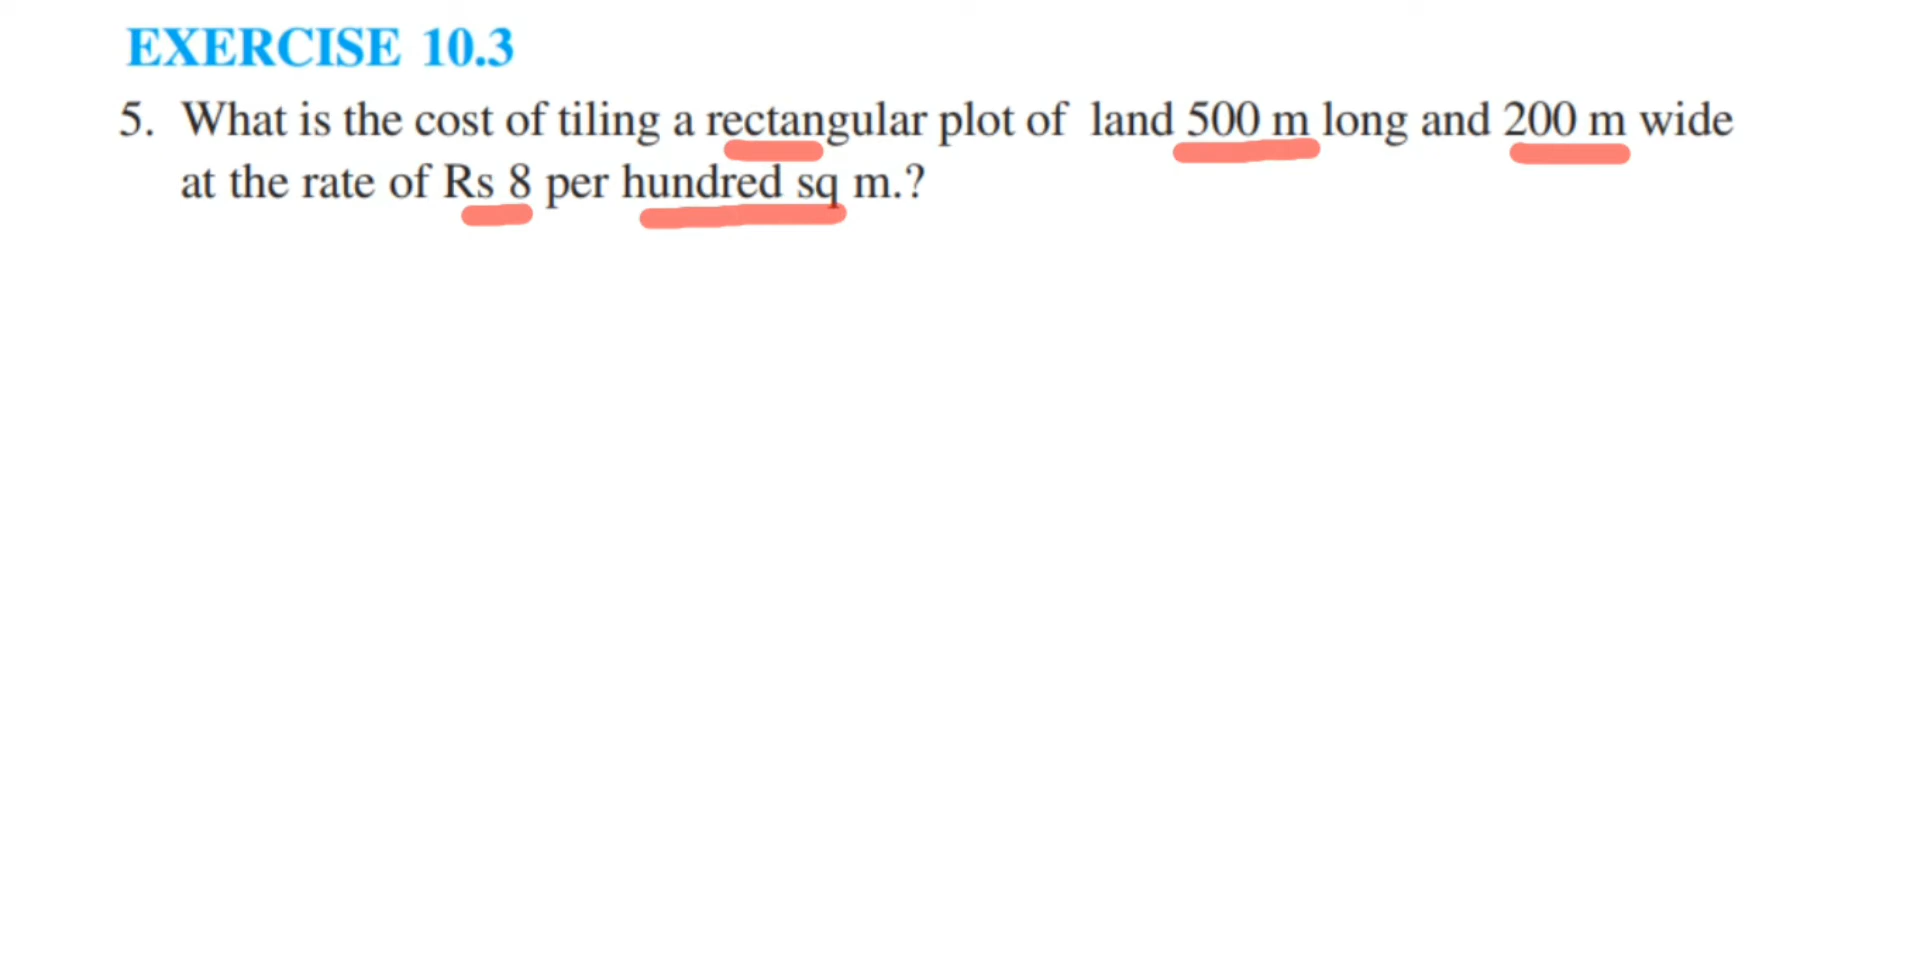 EXERCISE 10.3
5. What is the cost of tiling a rectangular plot of land 500 m long and 200 m wide
at the rate of Rs 8 per hundred sq m.?